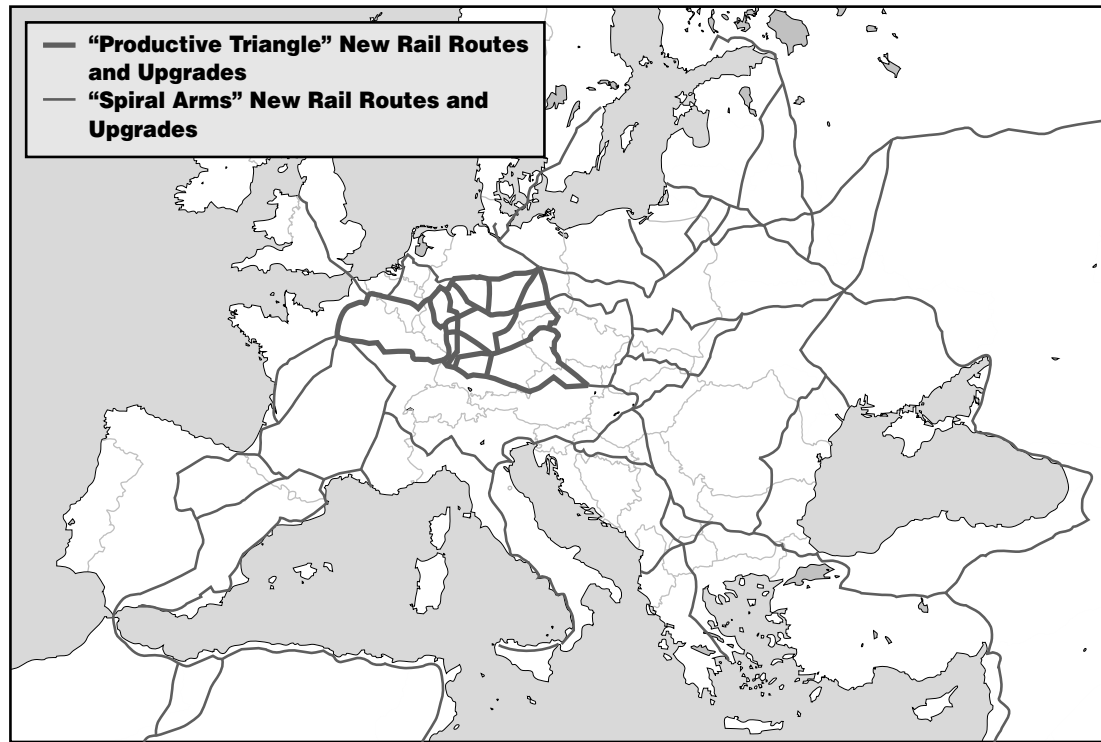 “Productive Triangle” New Rail Routes
and Upgrades
“Spiral Arms” New Rail Routes and
Upgrades